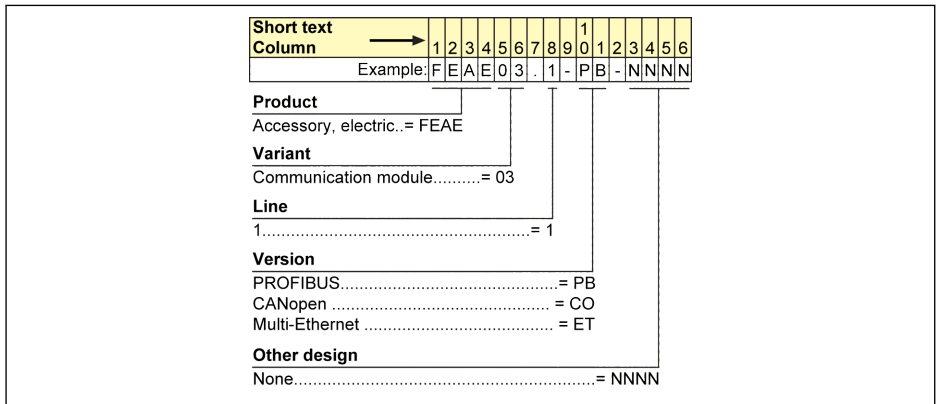 Short text
Column 1 2 3 4 5 6 7 8 9 10 1 2 3 4 5 6
Example: F E A E 0 3 . 1 - P B - N N N N
Product
Accessory, electric..= FEAE
Variant
Communication module..........= 03
Line
1............................................................= 1
Version
PROFIBUS..............................................= PB
CANopen .............................................. = CO
Multi-Ethernet ........................................ = ET
Other design
None................................................................= NNNN